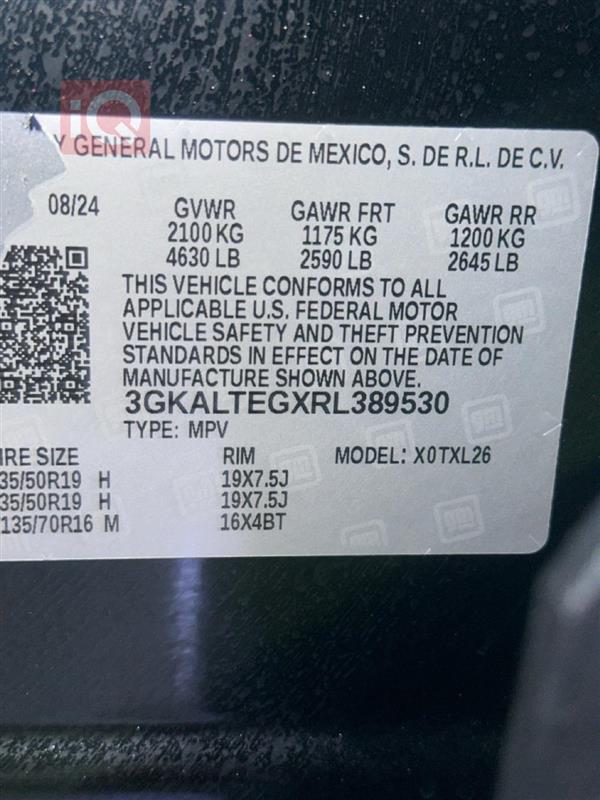 iQ
Y GENERAL MOTORS DE MEXICO, S. DE R.L. DE C.V.
08/24 GVWR GAWR FRT GAWR RR
2100 KG 1175 KG 1200 KG
4630 LB 2590 LB 2645 LB
THIS VEHICLE CONFORMS TO ALL
APPLICABLE U.S. FEDERAL MOTOR
VEHICLE SAFETY AND THEFT PREVENTION
STANDARDS IN EFFECT ON THE DATE OF
MANUFACTURE SHOWN ABOVE.
3GKALTEGXRL389530
TYPE: MPV
IRE SIZE RIM MODEL: X0TXL26
35/50R19 H 19X7.5J
35/50R19 H 19X7.5J
135/70R16 M 16X4BT